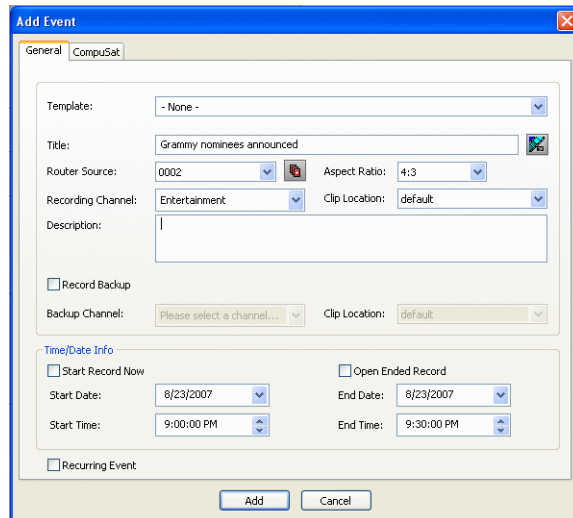 Add Event
General CompuSat
Template: - None -
Title: Grammy nominees announced
Router Source: 0002 Aspect Ratio: 4:3
Recording Channel: Entertainment Clip Location: default
Description:
Record Backup
Backup Channel: Please select a channel... Clip Location: default
Time/Date Info
Start Record Now Open Ended Record
Start Date: 8/23/2007 End Date: 8/23/2007
Start Time: 9:00:00 PM End Time: 9:30:00 PM
Recurring Event
Add Cancel